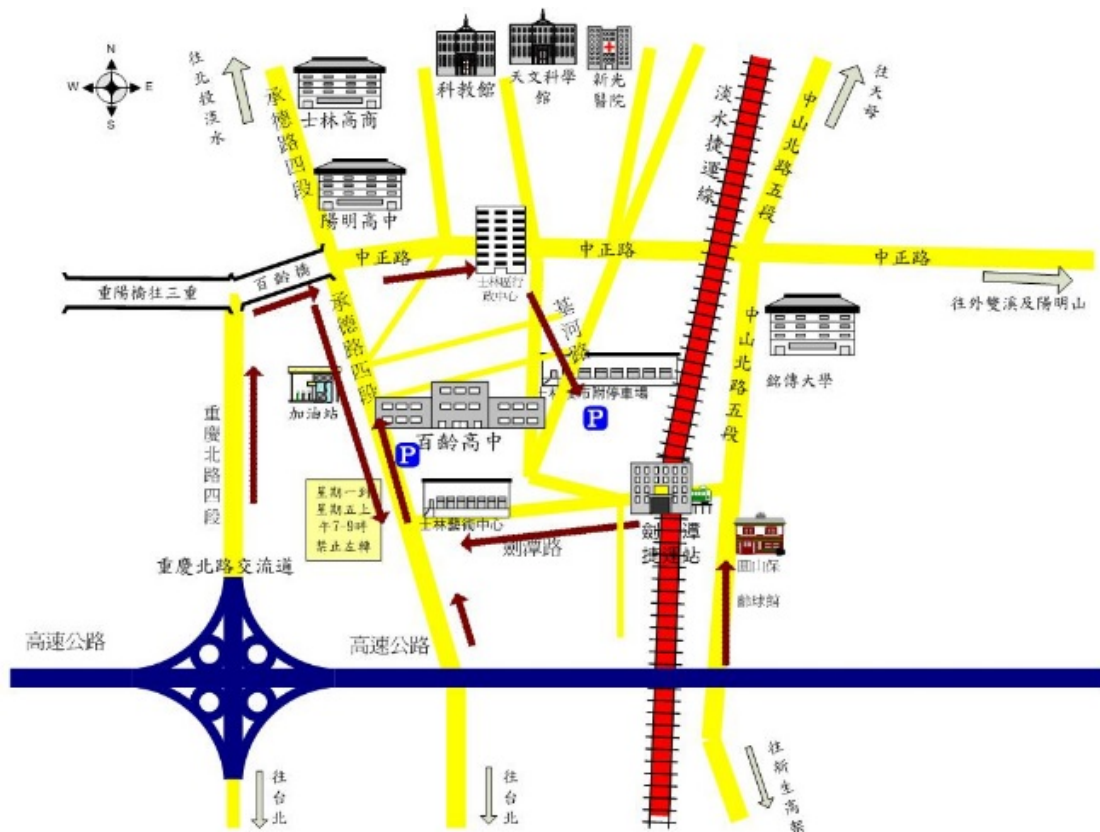 N
W
E
S
往北投淡水
承德路四段
士林高商
科教館
天文科學
館
新光
醫院
淡水捷運線
中山北路五段
往天母
陽明高中
中正路
中正路
中正路
士林區行
政中心
重陽橋往三重
百齡橋
往外雙溪及陽明山
承德路四段
基河路
中山北路五段
銘傳大學
加油站
附停車場
百齡高中
P
P
重慶北路四段
星期一到
星期五上
午7-9時
禁止左轉
士林藝術中心
劍潭路
劍潭
捷運站
圓山保
齡球館
重慶北路交流道
高速公路
高速公路
往台北
往台北
往新生高架